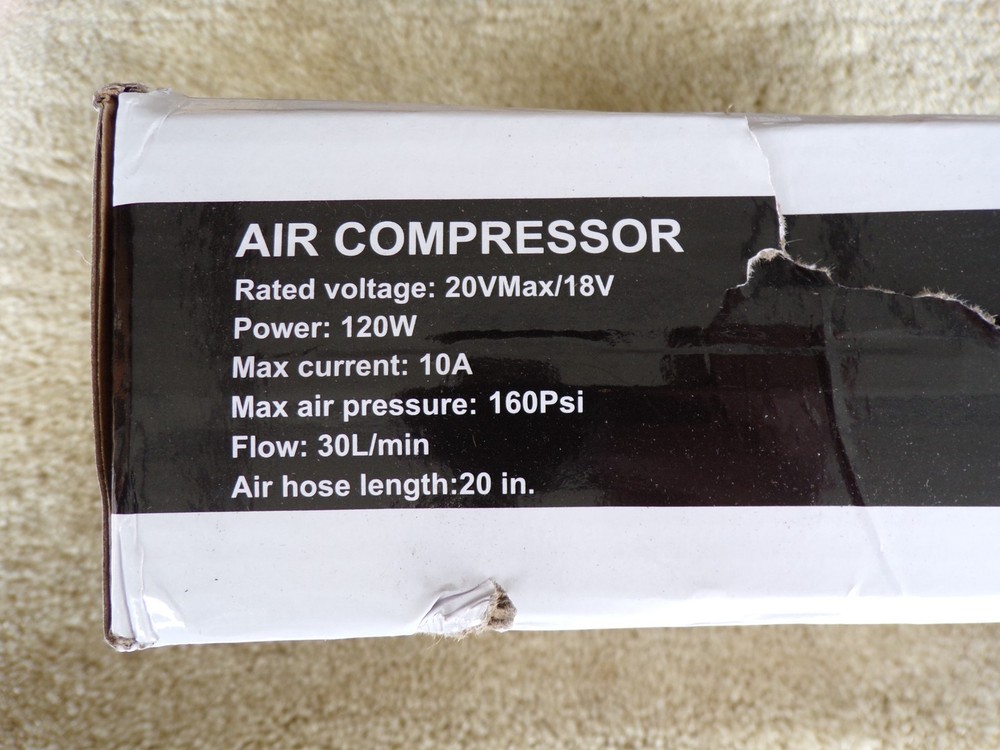 AIR COMPRESSOR
Rated voltage: 20VMax/18V
Power: 120W
Max current: 10A
Max air pressure: 160Psi
Flow: 30L/min
Air hose length:20 in.